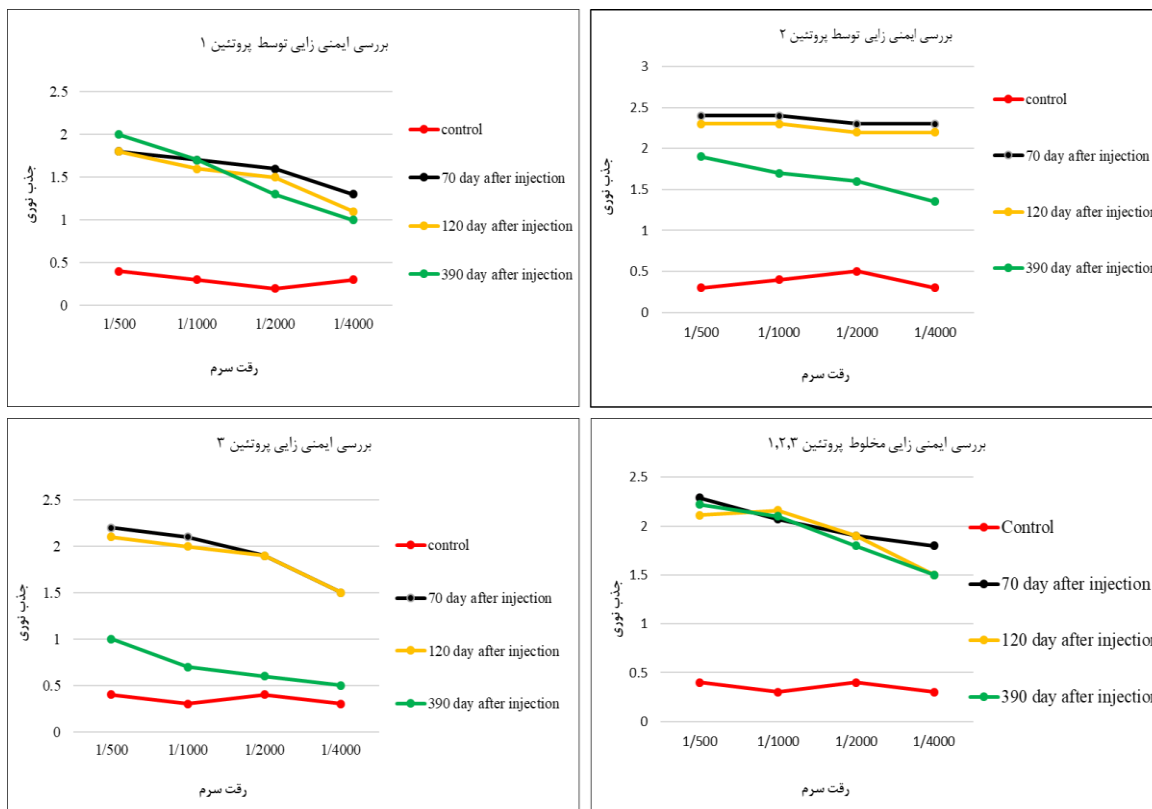 بررسی ایمنی زایی توسط پروتئین ۱
2.5
2
1.5
1
0.5
0
جذب نوری
1/500 1/1000 1/2000 1/4000
رقت سرم
control
70 day after injection
120 day after injection
390 day after injection
بررسی ایمنی زایی توسط پروتئین ۲
3
2.5
2
1.5
1
0.5
0
جذب نوری
1/500 1/1000 1/2000 1/4000
رقت سرم
control
70 day after injection
120 day after injection
390 day after injection
بررسی ایمنی زایی پروتئین ۳
2.5
2
1.5
1
0.5
0
جذب نوری
1/500 1/1000 1/2000 1/4000
رقت سرم
control
70 day after injection
120 day after injection
390 day after injection
بررسی ایمنی زایی مخلوط پروتئین ۱,۲,۳
2.5
2
1.5
1
0.5
0
جذب نوری
1/500 1/1000 1/2000 1/4000
رقت سرم
Control
70 day after injection
120 day after injection
390 day after injection